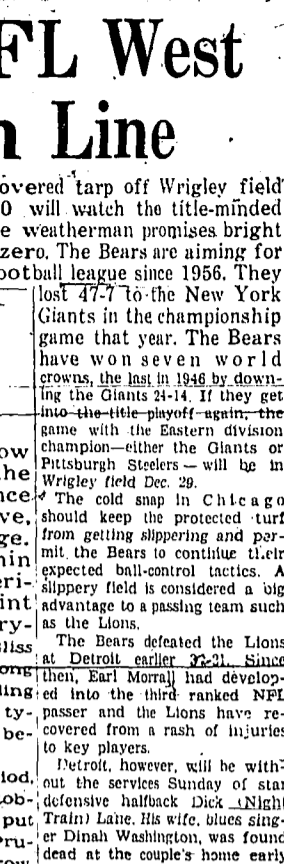 FL West
n Line
overed tarp off Wrigley field
0 will watch the title-minded
e weatherman promises bright
zero. The Bears are aiming for
ootball league since 1956. They
lost 47-7 to the New York
Giants in the championship
game that year. The Bears
have won seven world
crowns, the last in 1946 by down-
ing the Giants 24-14. If they get
into the title playoff again, the
game with the Eastern division
champion—either the Giants or
Pittsburgh Steelers — will be in
Wrigley field Dec. 29.
The cold snap in Chicago
should keep the protected turf
from getting slippering and per-
mit the Bears to continue their
expected ball-control tactics. A
slippery field is considered a big
advantage to a passing team such
as the Lions.
The Bears defeated the Lions
at Detroit earlier 37-21. Since
then, Earl Morrall had develop-
ed into the third ranked NFL
passer and the Lions have re-
covered from a rash of injuries
to key players.
Detroit, however, will be with-
out the services Sunday of star
defensive halfback Dick (Night
Train) Lane. His wife, blues sing-
er Dinah Washington, was found
dead at the couple's home early
ow
he
nce
ve,
ge.
nin
eri-
int
ry-
liss
ong
ling
ty-
be-
iod,
ob-
put
ru-
row